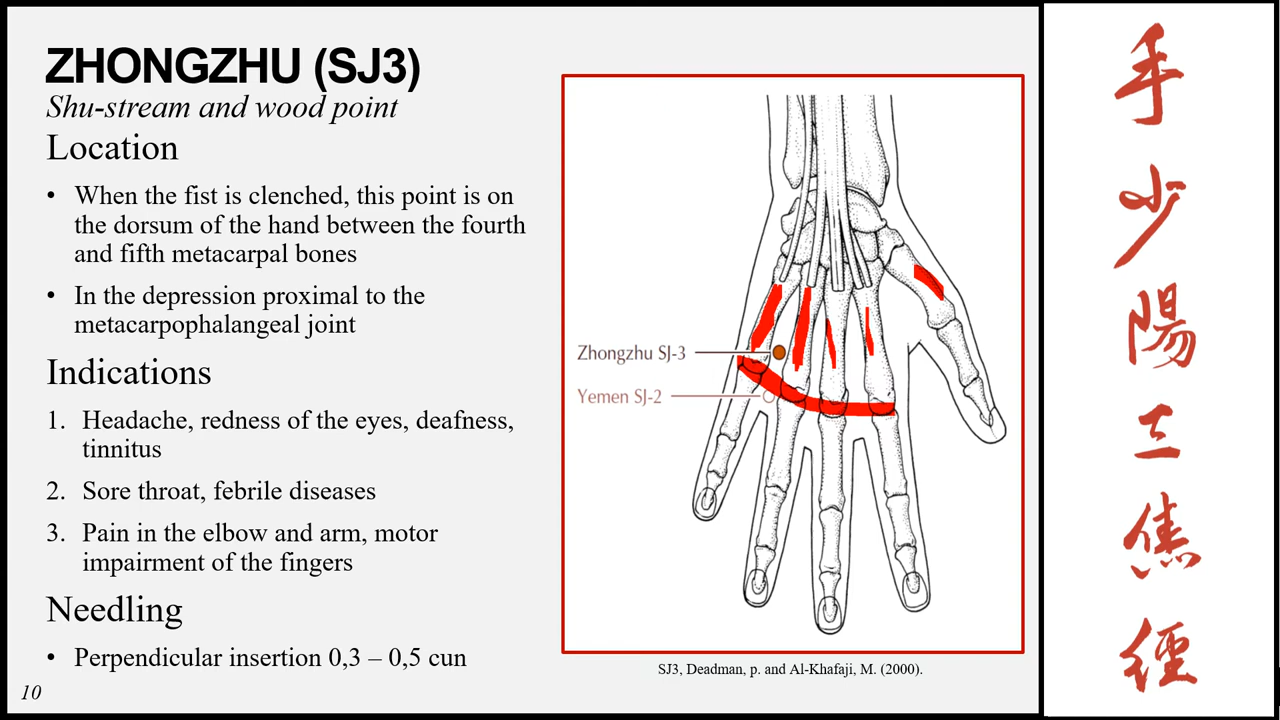 ZHONGZHU (SJ3)
Shu-stream and wood point
Location
• When the fist is clenched, this point is on
the dorsum of the hand between the fourth
and fifth metacarpal bones
• In the depression proximal to the
metacarpophalangeal joint
Indications
1. Headache, redness of the eyes, deafness,
tinnitus
2. Sore throat, febrile diseases
3. Pain in the elbow and arm, motor
impairment of the fingers
Needling
• Perpendicular insertion 0,3 – 0,5 cun
10
Zhongzhu SJ-3
Yemen SJ-2
SJ3, Deadman, p. and Al-Khafaji, M. (2000).
手
少
陽
三
焦
經